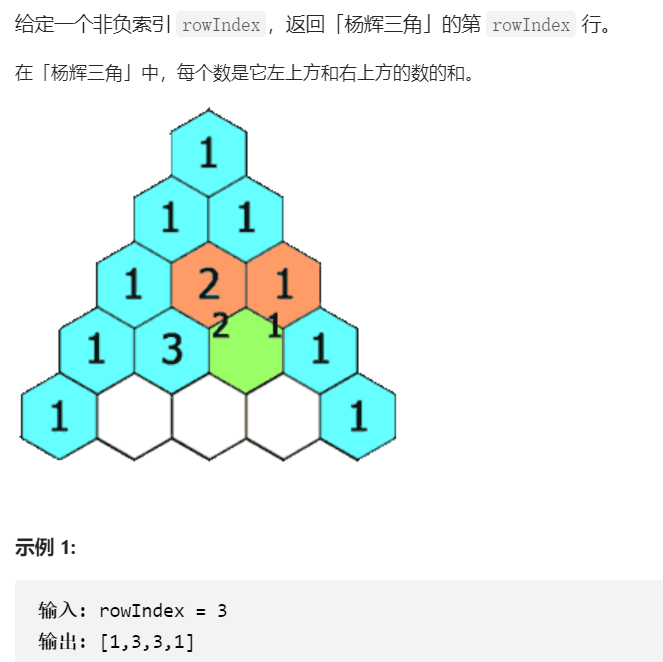 给定一个非负索引 rowIndex，返回「杨辉三角」的第 rowIndex 行。
在「杨辉三角」中，每个数是它左上方和右上方的数的和。
1
1 1
1 2 1
2 1
1 3 1
1 1
示例 1:
输入: rowIndex = 3
输出: [1,3,3,1]